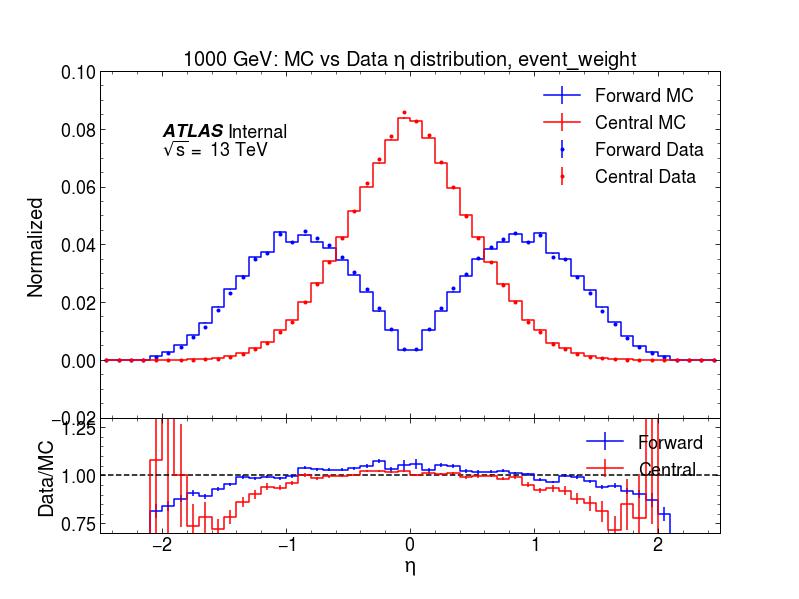 1000 GeV: MC vs Data η distribution, event_weight
0.10
0.08
0.06
0.04
0.02
0.00
−0.02
Normalized
ATLAS Internal
√s = 13 TeV
Forward MC
Central MC
Forward Data
Central Data
1.25
1.00
0.75
Data/MC
Forward
Central
−2 −1 0 1 2
η